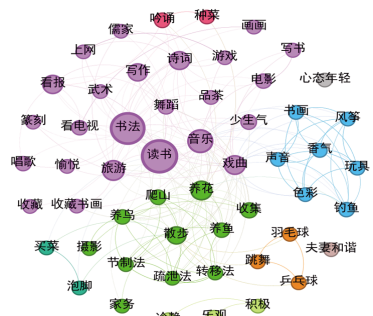 吟诵
种菜
儒家
画画
上网
诗词
游戏
写书
写作
看报
武术
电影
心态年轻
品茶
舞蹈
书画
篆刻
看电视
书法
少生气
风筝
音乐
香气
唱歌
愉悦
旅游
读书
戏曲
声音
玩具
养花
爬山
色彩
收藏
收藏书画
养鸟
收集
钓鱼
散步
养鱼
羽毛球
买菜
摄影
夫妻和谐
节制法
跳舞
疏泄法
转移法
泡脚
乒乓球
家务
积极
乐观